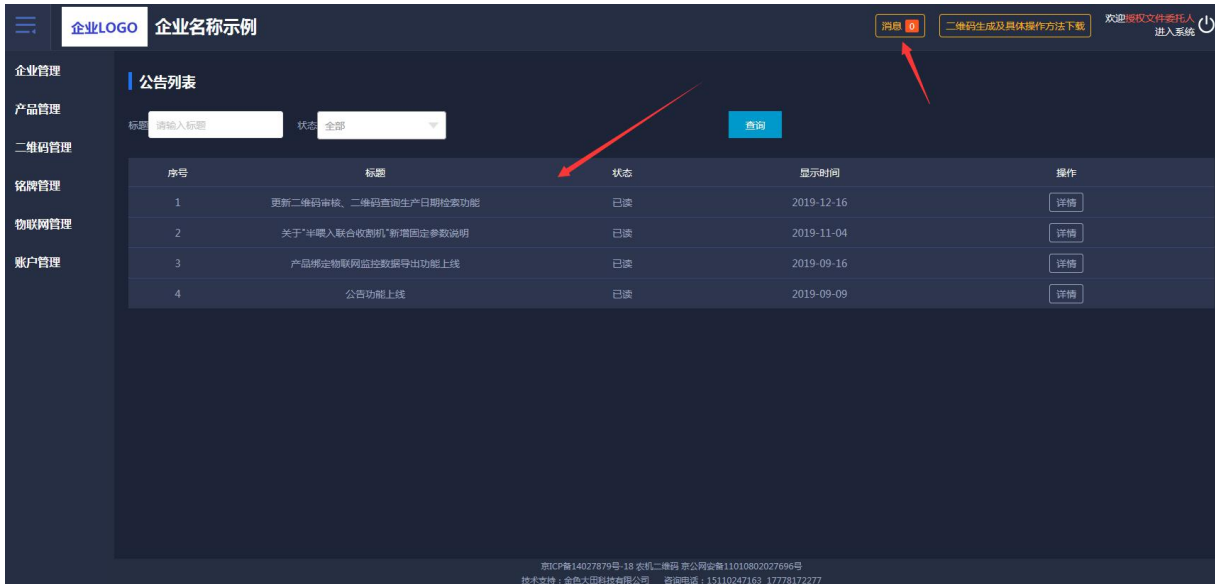 企业LOGO 企业名称示例 消息 0 二维码生成及具体操作方法下载 欢迎授权文件委托人
进入系统
企业管理
产品管理
二维码管理
铭牌管理
物联网管理
账户管理
公告列表
标题 请输入标题 状态 全部 查询
序号 标题 状态 显示时间 操作
1 更新二维码审核、二维码查询生产日期检索功能 已读 2019-12-16 详情
2 关于"半喂入联合收割机"新增固定参数说明 已读 2019-11-04 详情
3 产品绑定物联网监控数据导出功能上线 已读 2019-09-16 详情
4 公告功能上线 已读 2019-09-09 详情
京ICP备14027879号-18 农机二维码 京公网安备11010802027696号
技术支持：金色大田科技有限公司 咨询电话：15110247163 17778172277